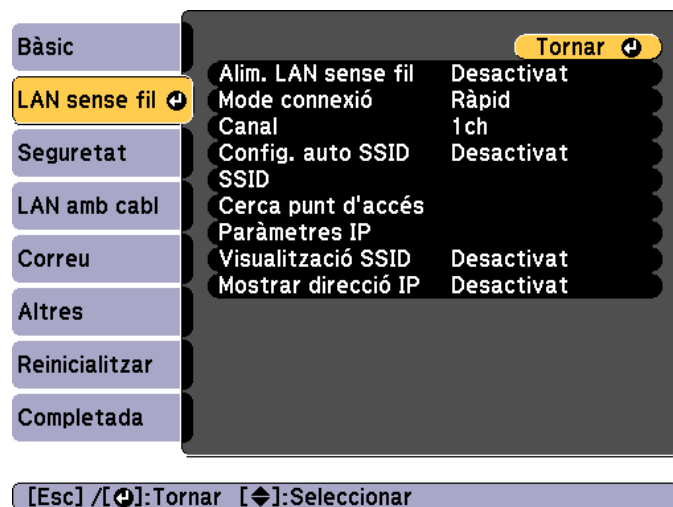 Bàsic
LAN sense fil
Seguretat
LAN amb cabl
Correu
Altres
Reinicialitzar
Completada
Tornar
Alim. LAN sense fil Desactivat
Mode connexió Ràpid
Canal 1ch
Config. auto SSID Desactivat
SSID
Cerca punt d'accés
Paràmetres IP
Visualització SSID Desactivat
Mostrar direcció IP Desactivat
[Esc] /[⏎]:Tornar [◆]:Seleccionar